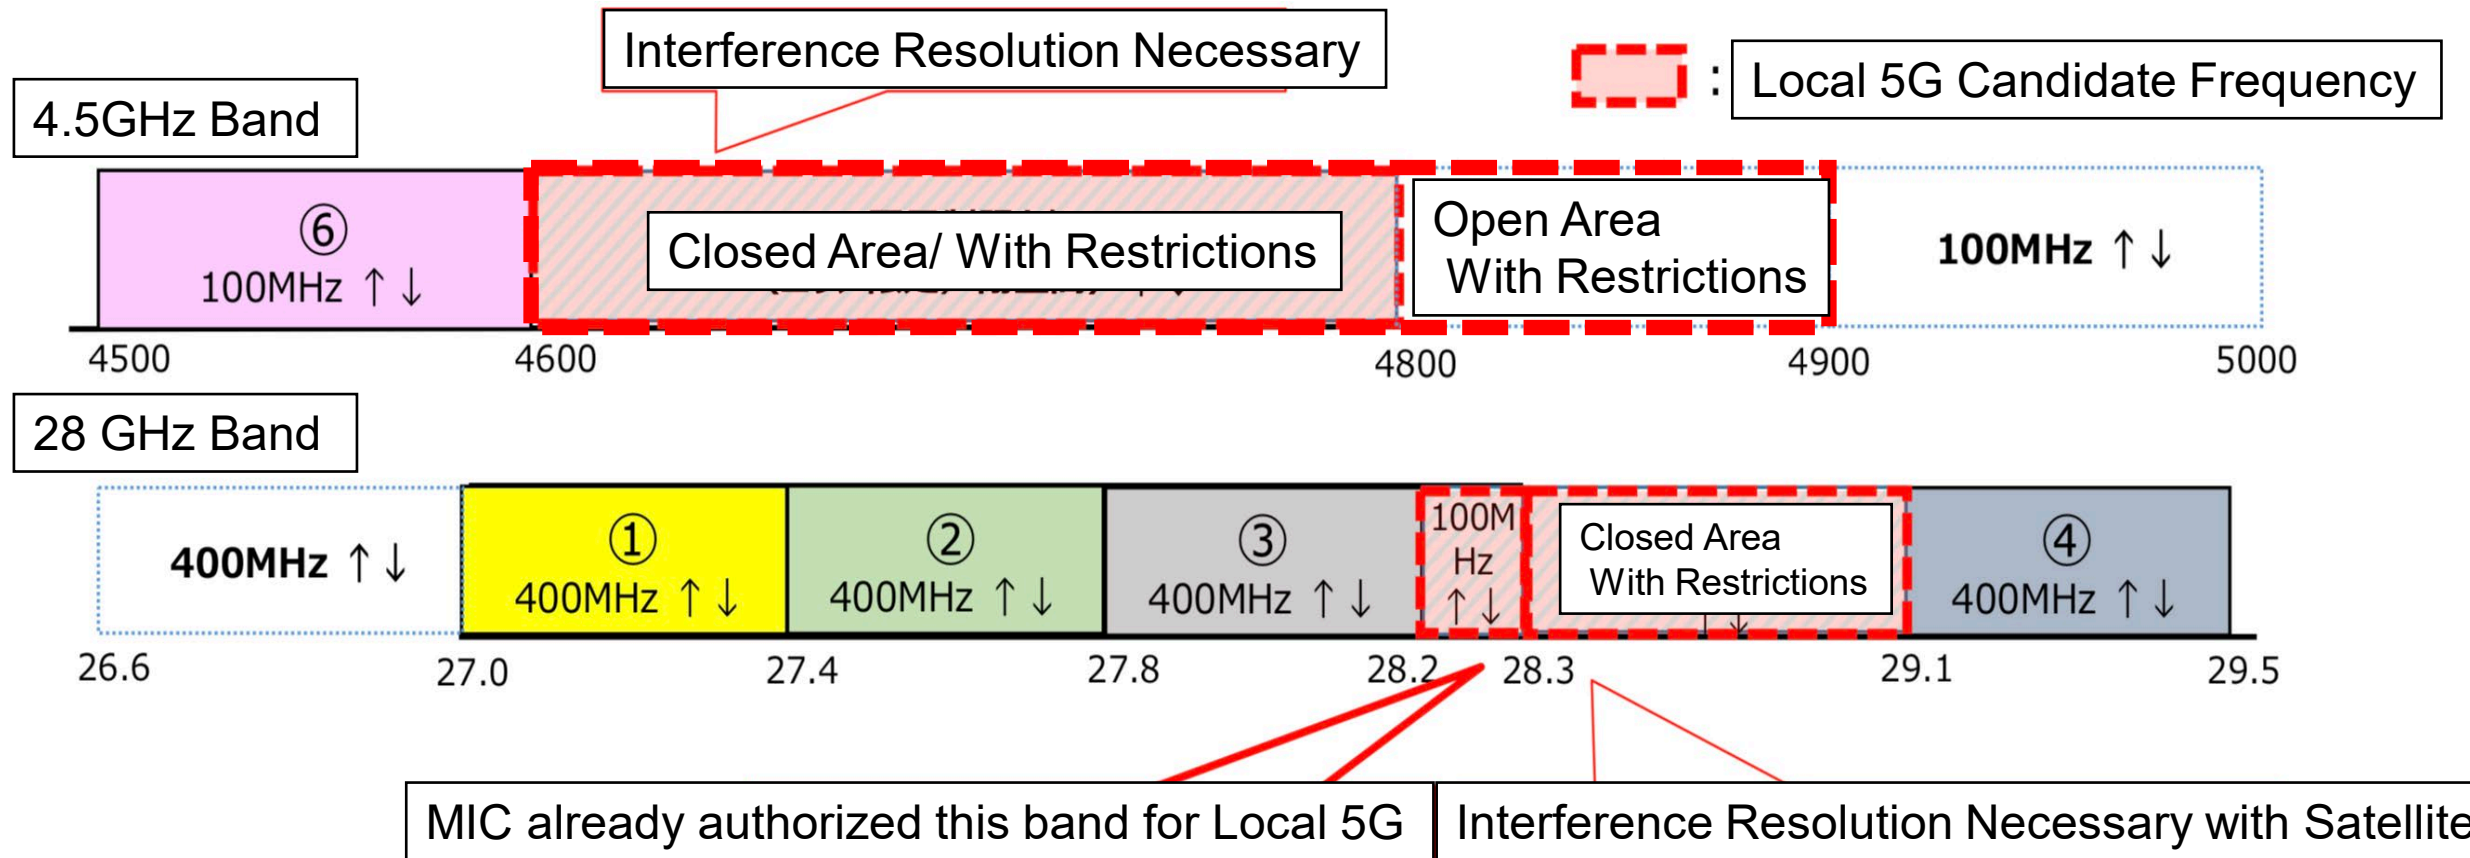 Interference Resolution Necessary
: Local 5G Candidate Frequency
4.5GHz Band
⑥
100MHz ↑↓
Closed Area/ With Restrictions
Open Area
With Restrictions
100MHz ↑↓
4500
4600
4800
4900
5000
28 GHz Band
400MHz ↑↓
①
400MHz ↑↓
②
400MHz ↑↓
③
400MHz ↑↓
100M
Hz
↑↓
Closed Area
With Restrictions
④
400MHz ↑↓
26.6
27.0
27.4
27.8
28.2
28.3
29.1
29.5
MIC already authorized this band for Local 5G
Interference Resolution Necessary with Satellite